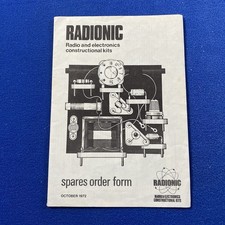 RADIONIC
Radio and electronics
constructional kits
spares order form
OCTOBER 1973
RADIONIC
RADIO & ELECTRONICS
CONSTRUCTIONAL KITS